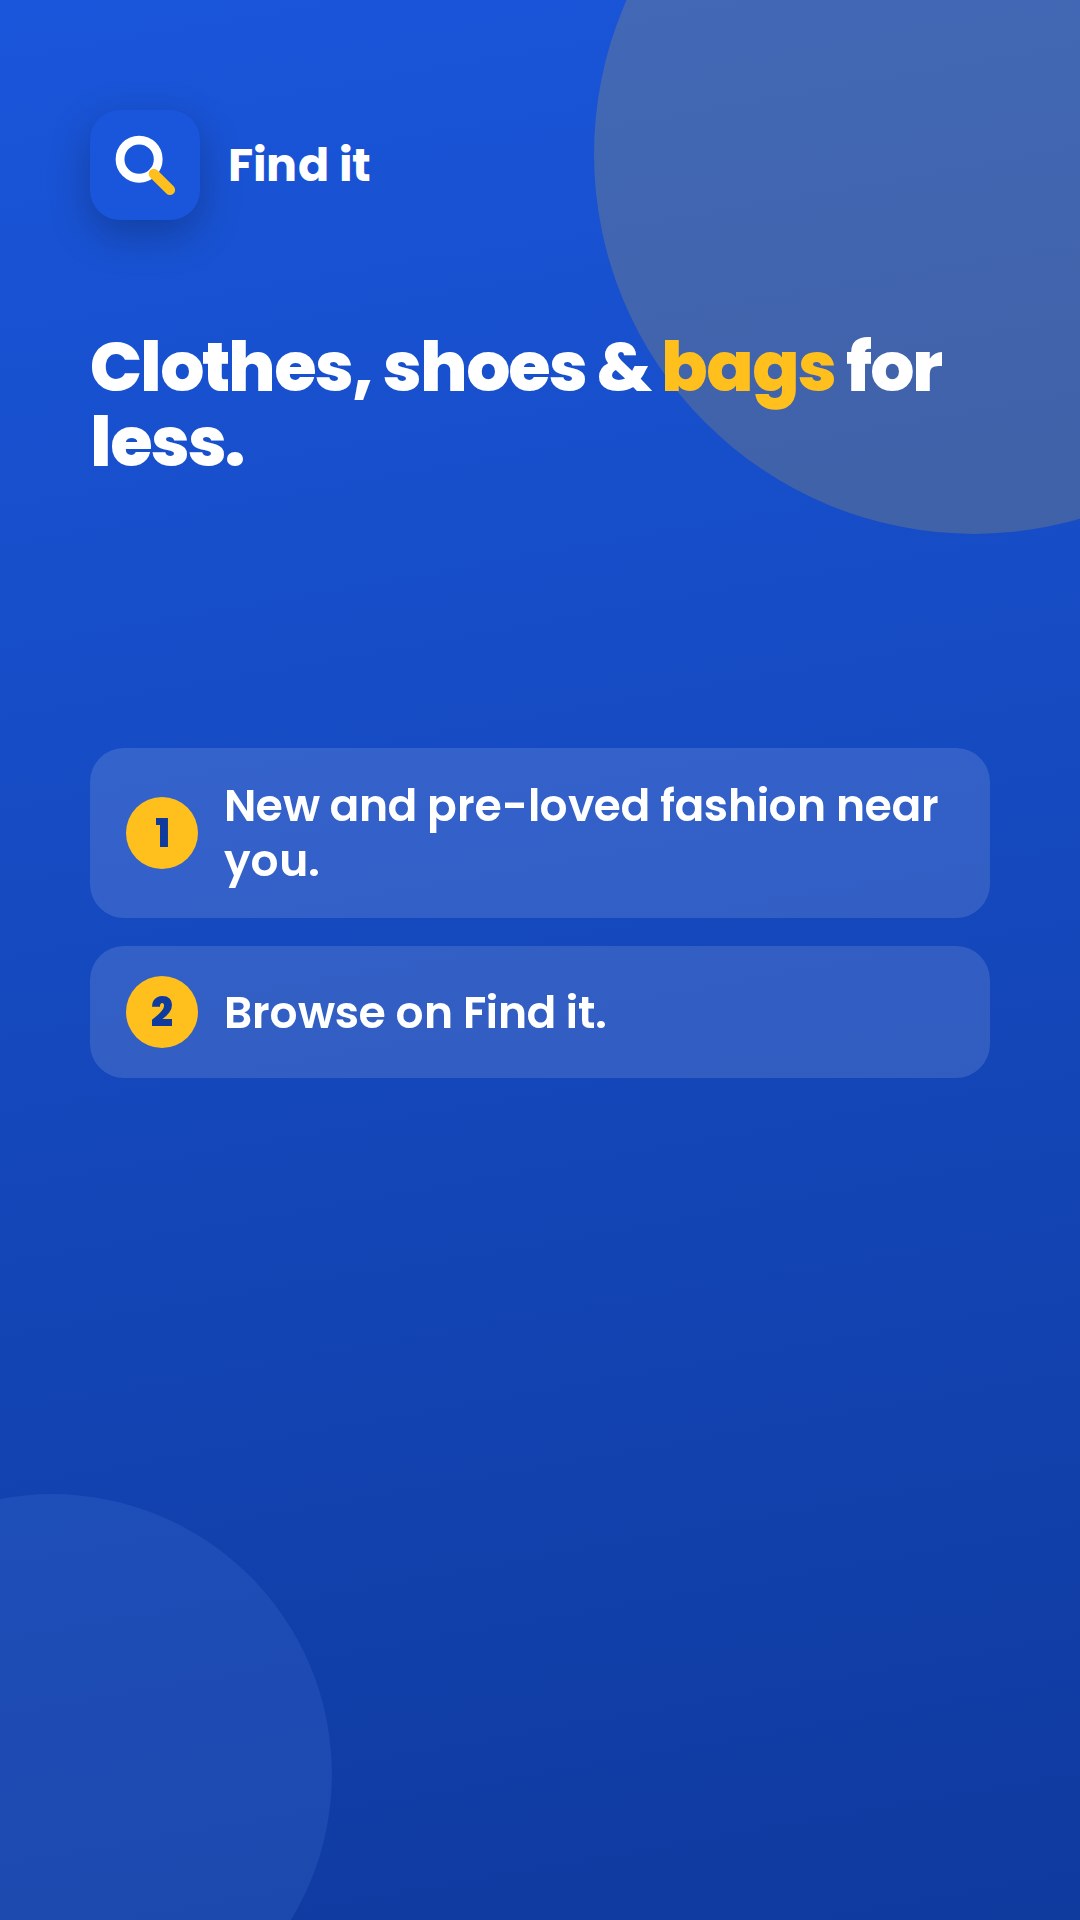 Find it
Clothes, shoes & bags for
less.
1
New and pre-loved fashion near
you.
2
Browse on Find it.